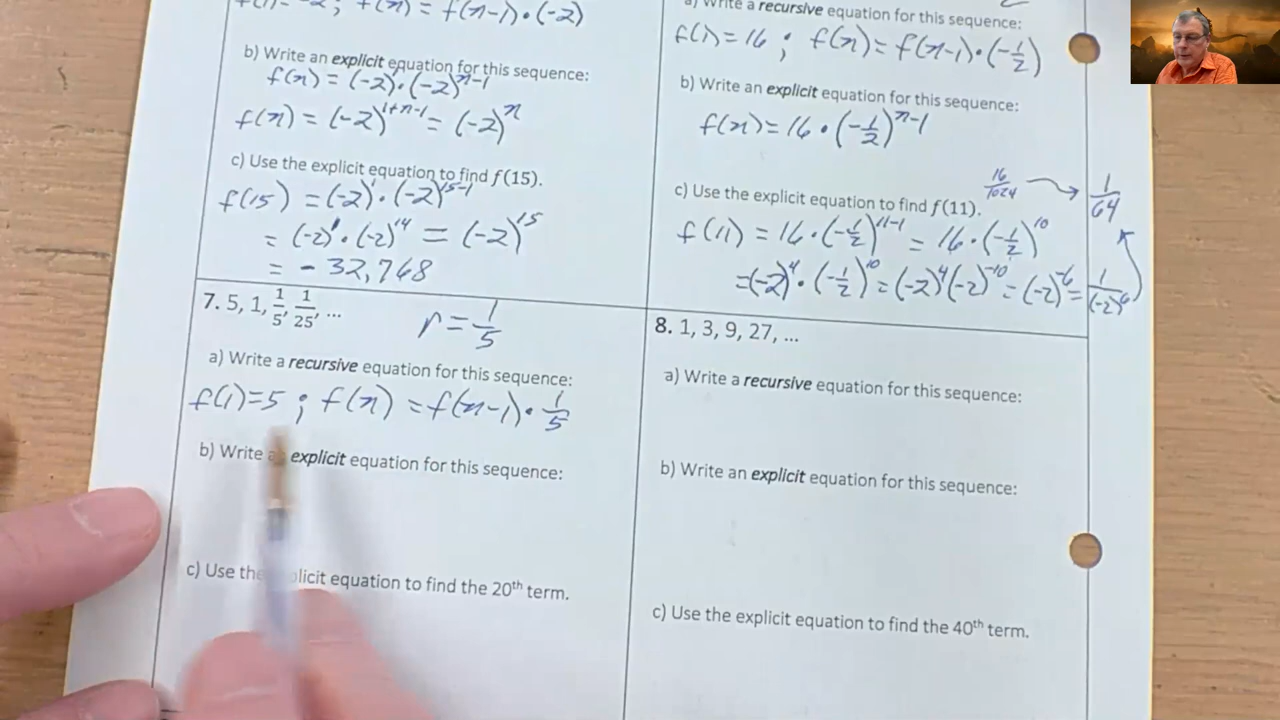 f(1)=-2; f(n) = f(n-1)•(-2)
b) Write an explicit equation for this sequence:
f(n) = (-2)•(-2)^{n-1}
f(n) = (-2)^{1+n-1} = (-2)^n
c) Use the explicit equation to find f(15).
f(15) = (-2)^1•(-2)^{15-1}
= (-2)^1•(-2)^{14} = (-2)^{15}
= -32,768
a) Write a recursive equation for this sequence:
f(1)=16; f(n) = f(n-1)•(-1/2)
b) Write an explicit equation for this sequence:
f(n) = 16•(-1/2)^{n-1}
16/1024 → 1/64
c) Use the explicit equation to find f(11).
f(11) = 16•(-1/2)^{11-1} = 16•(-1/2)^{10}
=(-2)^4•(-1/2)^{10} = (-2)^4(-2)^{-10} = (-2)^{-6} = 1/(-2)^6
7. 5, 1, 1/5, 1/25, ...
r = 1/5
a) Write a recursive equation for this sequence:
f(1)=5; f(n) = f(n-1)•1/5
b) Write explicit equation for this sequence:
c) Use equation to find the 20th term.
8. 1, 3, 9, 27, ...
a) Write a recursive equation for this sequence:
b) Write an explicit equation for this sequence:
c) Use the explicit equation to find the 40th term.